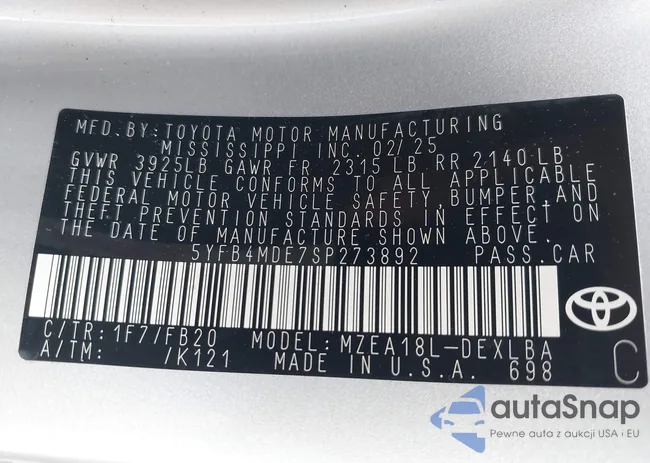 MFD.BY:TOYOTA MOTOR MANUFACTURING
MISSISSIPPI INC. 02/25
GVWR 3925LB GAWR FR 2315 LB RR 2140 LB
THIS VEHICLE CONFORMS TO ALL APPLICABLE
FEDERAL MOTOR VEHICLE SAFETY,BUMPER,AND
THEFT PREVENTION STANDARDS IN EFFECT ON
THE DATE OF MANUFACTURE SHOWN ABOVE.
5YFB4MDE7SP273892 PASS.CAR
C/TR: 1F7/FB20 MODEL: MZEA18L-DEXLBA
A/TM: /K121 MADE IN U.S.A. 698
C
autaSnap
Pewne auta z aukcji USA i EU